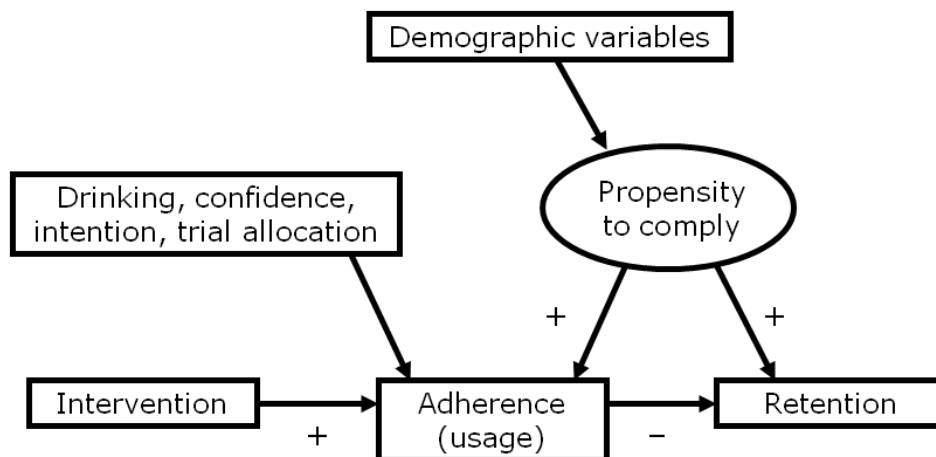 Demographic variables
Drinking, confidence,
intention, trial allocation
Propensity
to comply
+
+
Intervention
+
Adherence
(usage)
–
Retention